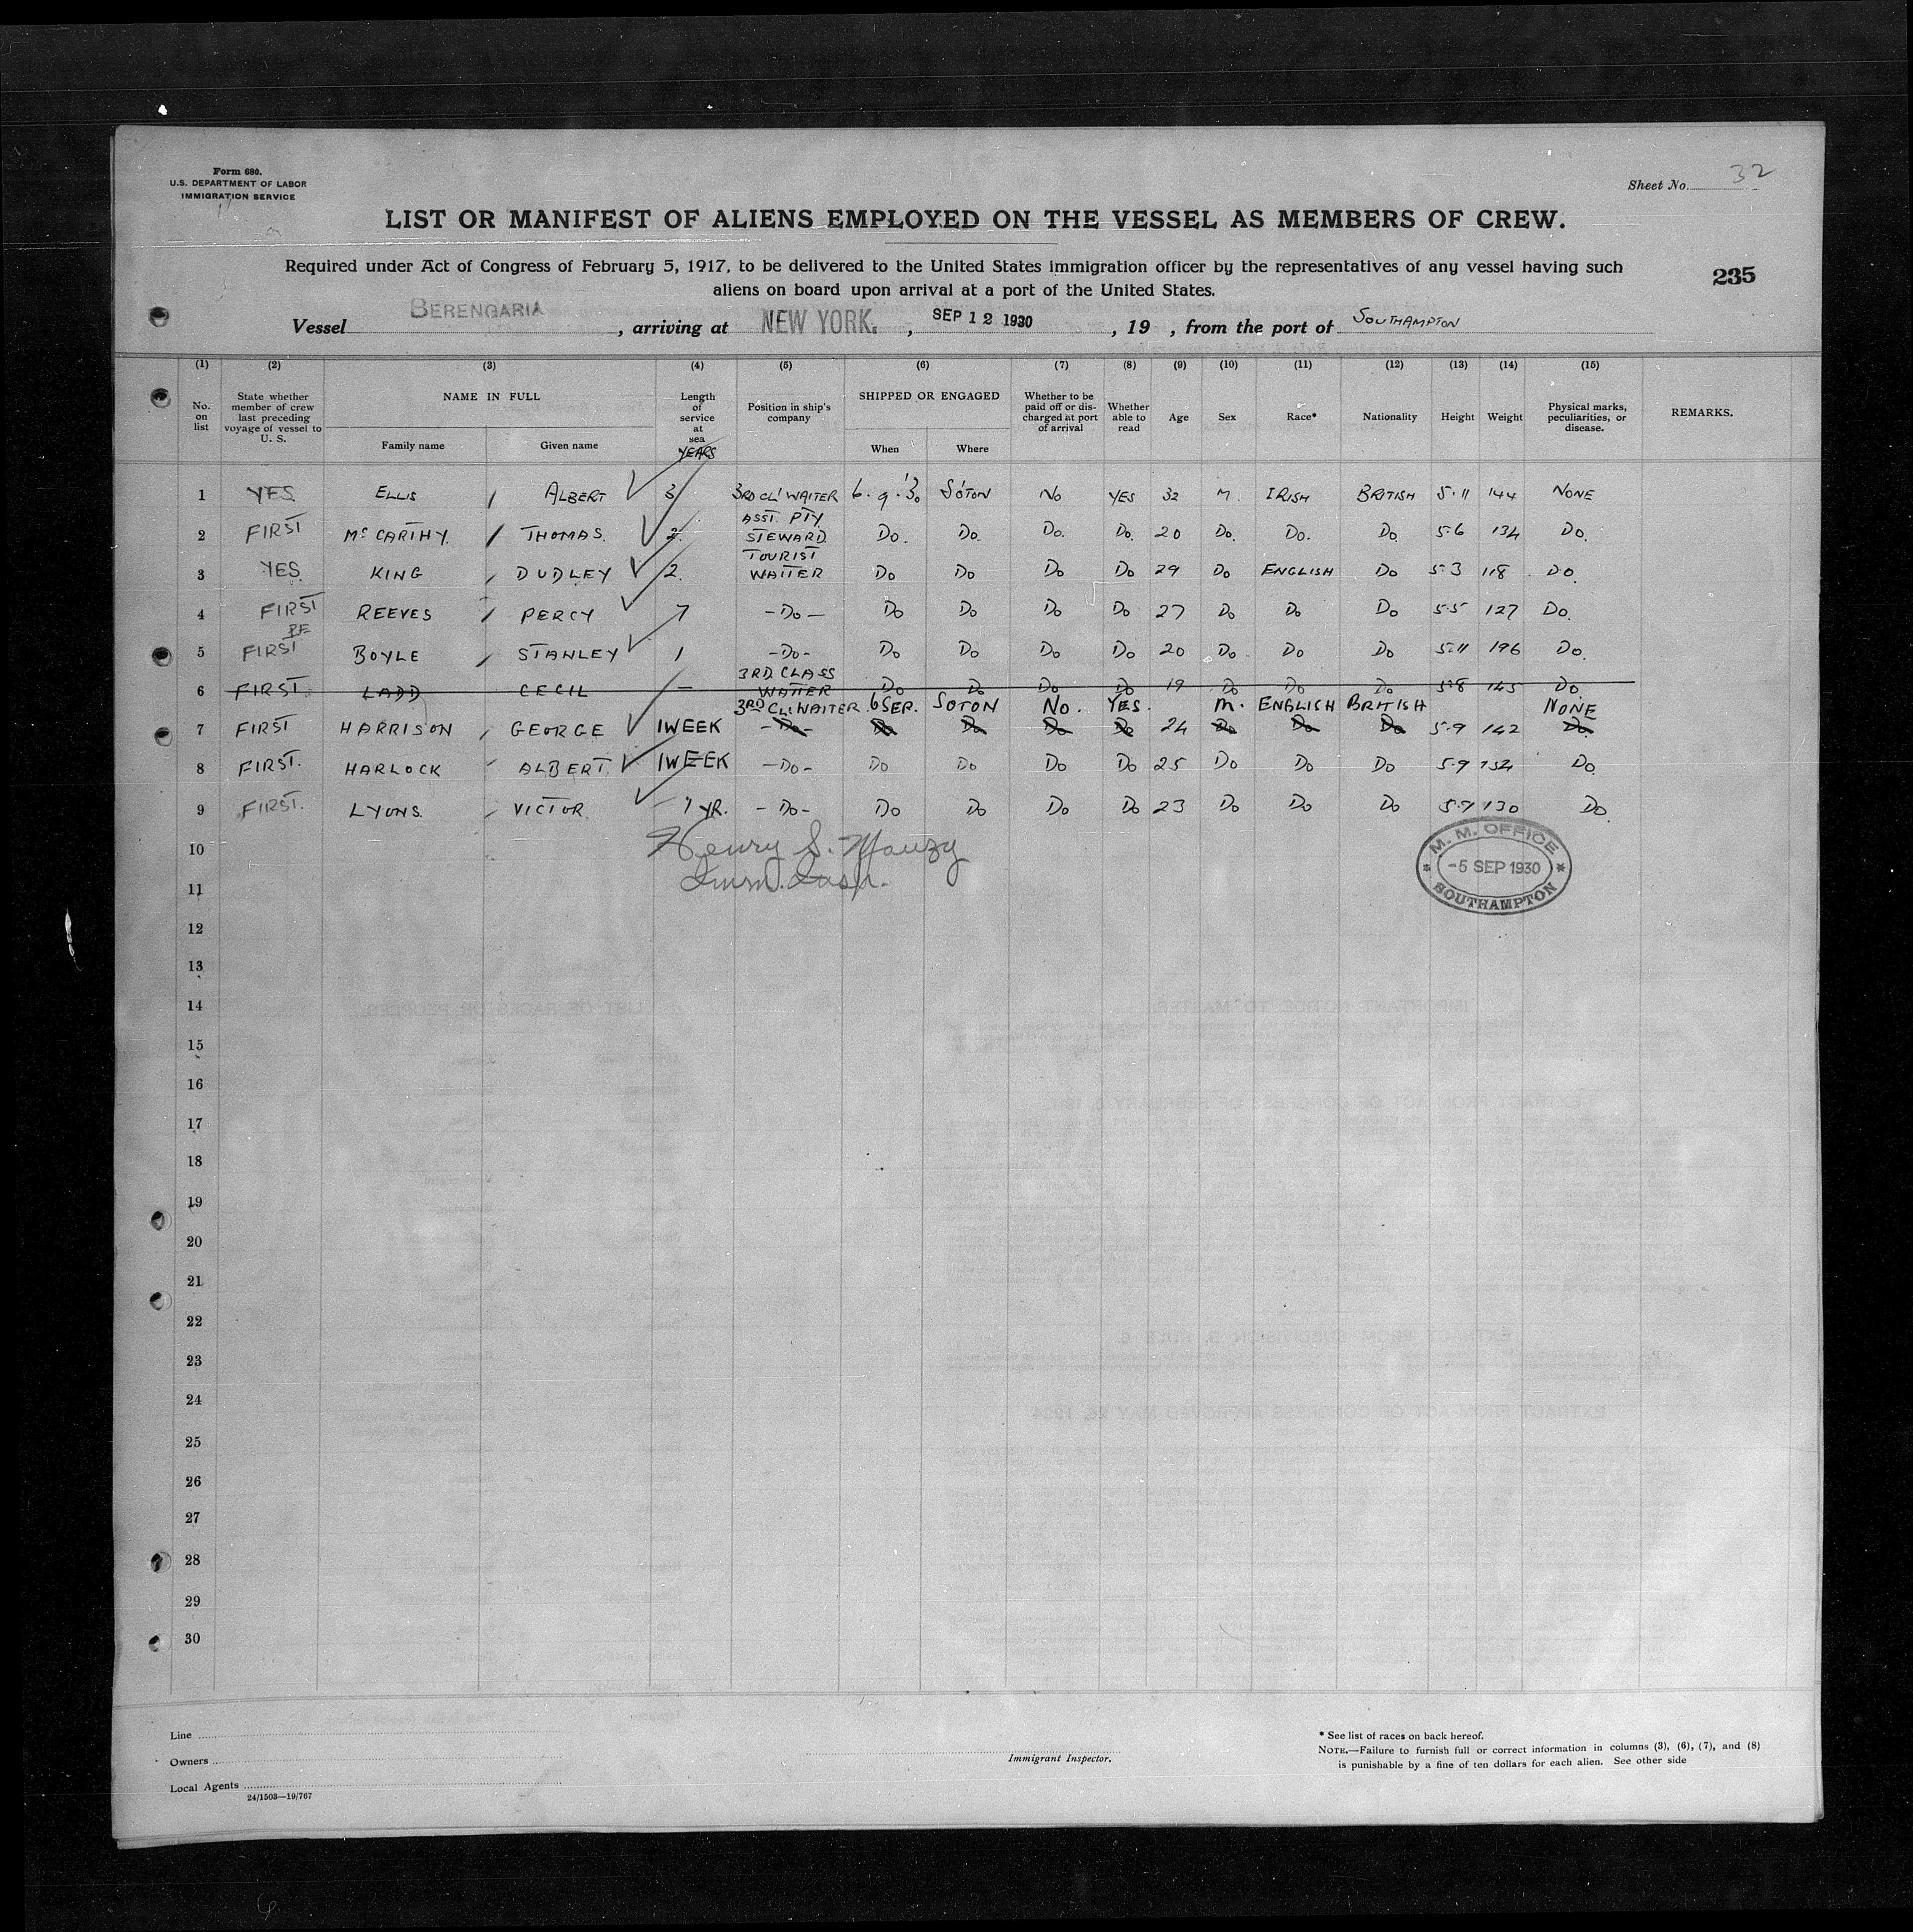 Form 680.
U.S. DEPARTMENT OF LABOR
IMMIGRATION SERVICE
Sheet No. 32
LIST OR MANIFEST OF ALIENS EMPLOYED ON THE VESSEL AS MEMBERS OF CREW.
Required under Act of Congress of February 5, 1917, to be delivered to the United States immigration officer by the representatives of any vessel having such
aliens on board upon arrival at a port of the United States.
235
Vessel BERENGARIA, arriving at NEW YORK., SEP 12 1930, 19 , from the port of SOUTHAMPTON
(1) (2) (3) (4) (5) (6) (7) (8) (9) (10) (11) (12) (13) (14) (15)
No. on list
State whether member of crew last preceding voyage of vessel to U. S.
NAME IN FULL
Family name
Given name
Length of service at sea
YEARS
Position in ship's company
SHIPPED OR ENGAGED
When
Where
Whether to be paid off or discharged at port of arrival
Whether able to read
Age
Sex
Race*
Nationality
Height
Weight
Physical marks, peculiarities, or disease.
REMARKS.
1 YES ELLIS / ALBERT 3 3RD CL' WAITER 6.9.'30 S'OTON NO YES 32 M. IRISH BRITISH 5.11 144 NONE
2 FIRST McCARTHY. / THOMAS. 2. ASST. PTY STEWARD DO. DO. DO. DO. 20 DO. DO. DO. 5.6 134 DO.
3 YES. KING / DUDLEY 2. TOURIST WAITER DO DO DO DO 29 DO ENGLISH DO 5.3 118 DO.
4 FIRST REEVES / PERCY 7 -DO- DO DO DO DO 27 DO DO DO 5.5 127 DO.
5 FIRST RE BOYLE / STANLEY 1 -DO- DO DO DO DO 20 DO DO DO 5.11 196 DO.
6 FIRST. LADD CECIL - 3RD CLASS WAITER DO DO DO DO 19 DO DO DO 5.8 145 DO.
3RD CL. WAITER 6 SEP. SOTON NO. YES. M. ENGLISH BRITISH NONE
7 FIRST HARRISON / GEORGE 1WEEK -DO- DO DO DO DO 24 DO DO DO 5.9 142 DO.
8 FIRST. HARLOCK ALBERT. 1WEEK -DO- DO DO DO DO 25 DO DO DO 5.9 134 DO.
9 FIRST. LYONS. VICTOR. 1 YR. -DO- DO DO DO DO 23 DO DO DO 5.7 130 DO.
Henry S. Mauzy
Imm. Insp.
M. M. OFFICE
-5 SEP 1930
SOUTHAMPTON
10
11
12
13
14
15
16
17
18
19
20
21
22
23
24
25
26
27
28
29
30
Line
Owners
Local Agents
24/1503—19/767
Immigrant Inspector.
* See list of races on back hereof.
NOTE.—Failure to furnish full or correct information in columns (3), (6), (7), and (8)
is punishable by a fine of ten dollars for each alien. See other side